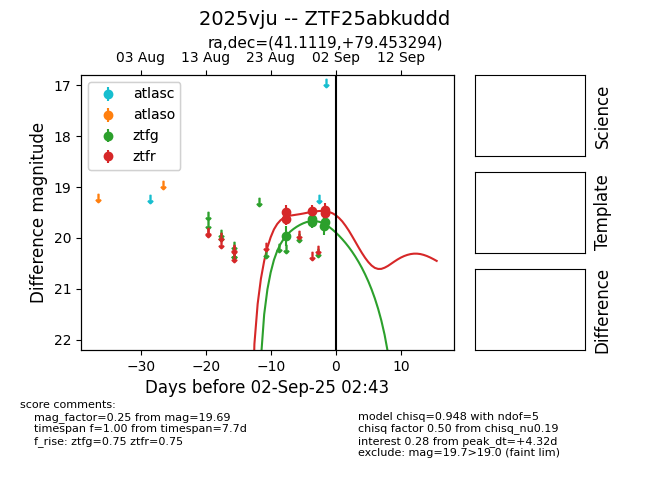 2025vju -- ZTF25abkuddd
ra,dec=(41.1119,+79.453294)
03 Aug 13 Aug 23 Aug 02 Sep 12 Sep
atlasc
atlaso
ztfg
ztfr
17
18
19
20
21
22
Difference magnitude
−30 −20 −10 0 10
Days before 02-Sep-25 02:43
Science
Template
Difference
score comments:
mag_factor=0.25 from mag=19.69
timespan f=1.00 from timespan=7.7d
f_rise: ztfg=0.75 ztfr=0.75
model chisq=0.948 with ndof=5
chisq factor 0.50 from chisq_nu0.19
interest 0.28 from peak_dt=+4.32d
exclude: mag=19.7>19.0 (faint lim)